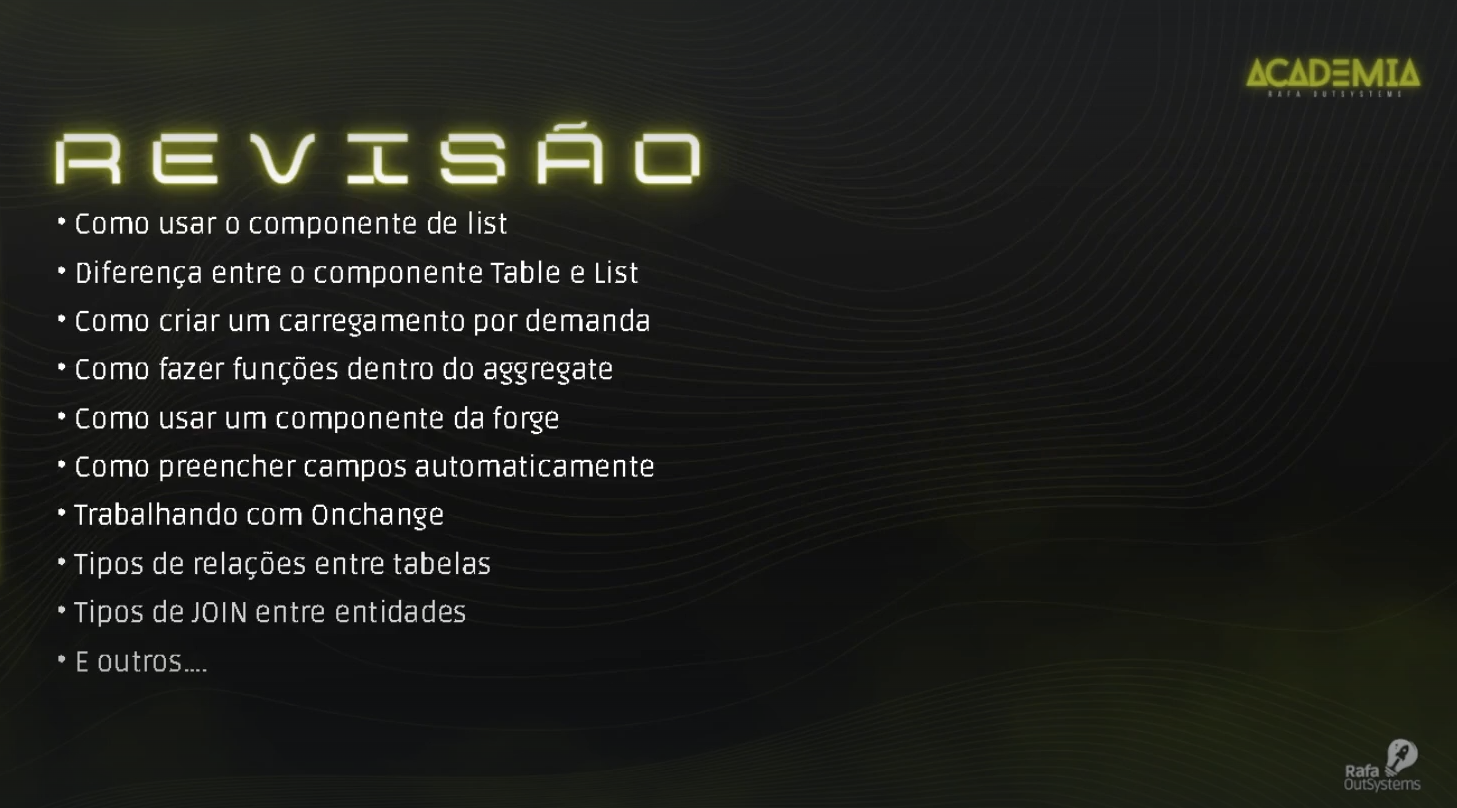 ACADEMIA
RAFA OUTSYSTEMS
REVISÃO
• Como usar o componente de list
• Diferença entre o componente Table e List
• Como criar um carregamento por demanda
• Como fazer funções dentro do aggregate
• Como usar um componente da forge
• Como preencher campos automaticamente
• Trabalhando com Onchange
• Tipos de relações entre tabelas
• Tipos de JOIN entre entidades
• E outros....
Rafa
OutSystems